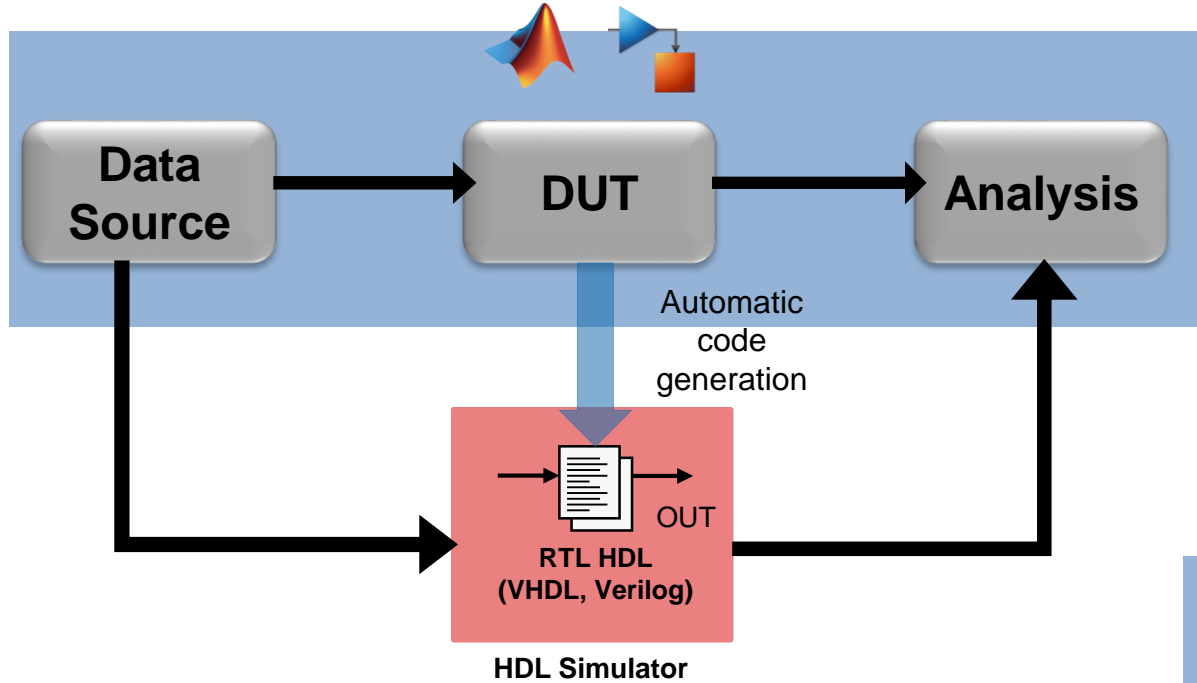 Data
Source
DUT
Analysis
Automatic
code
generation
OUT
RTL HDL
(VHDL, Verilog)
HDL Simulator